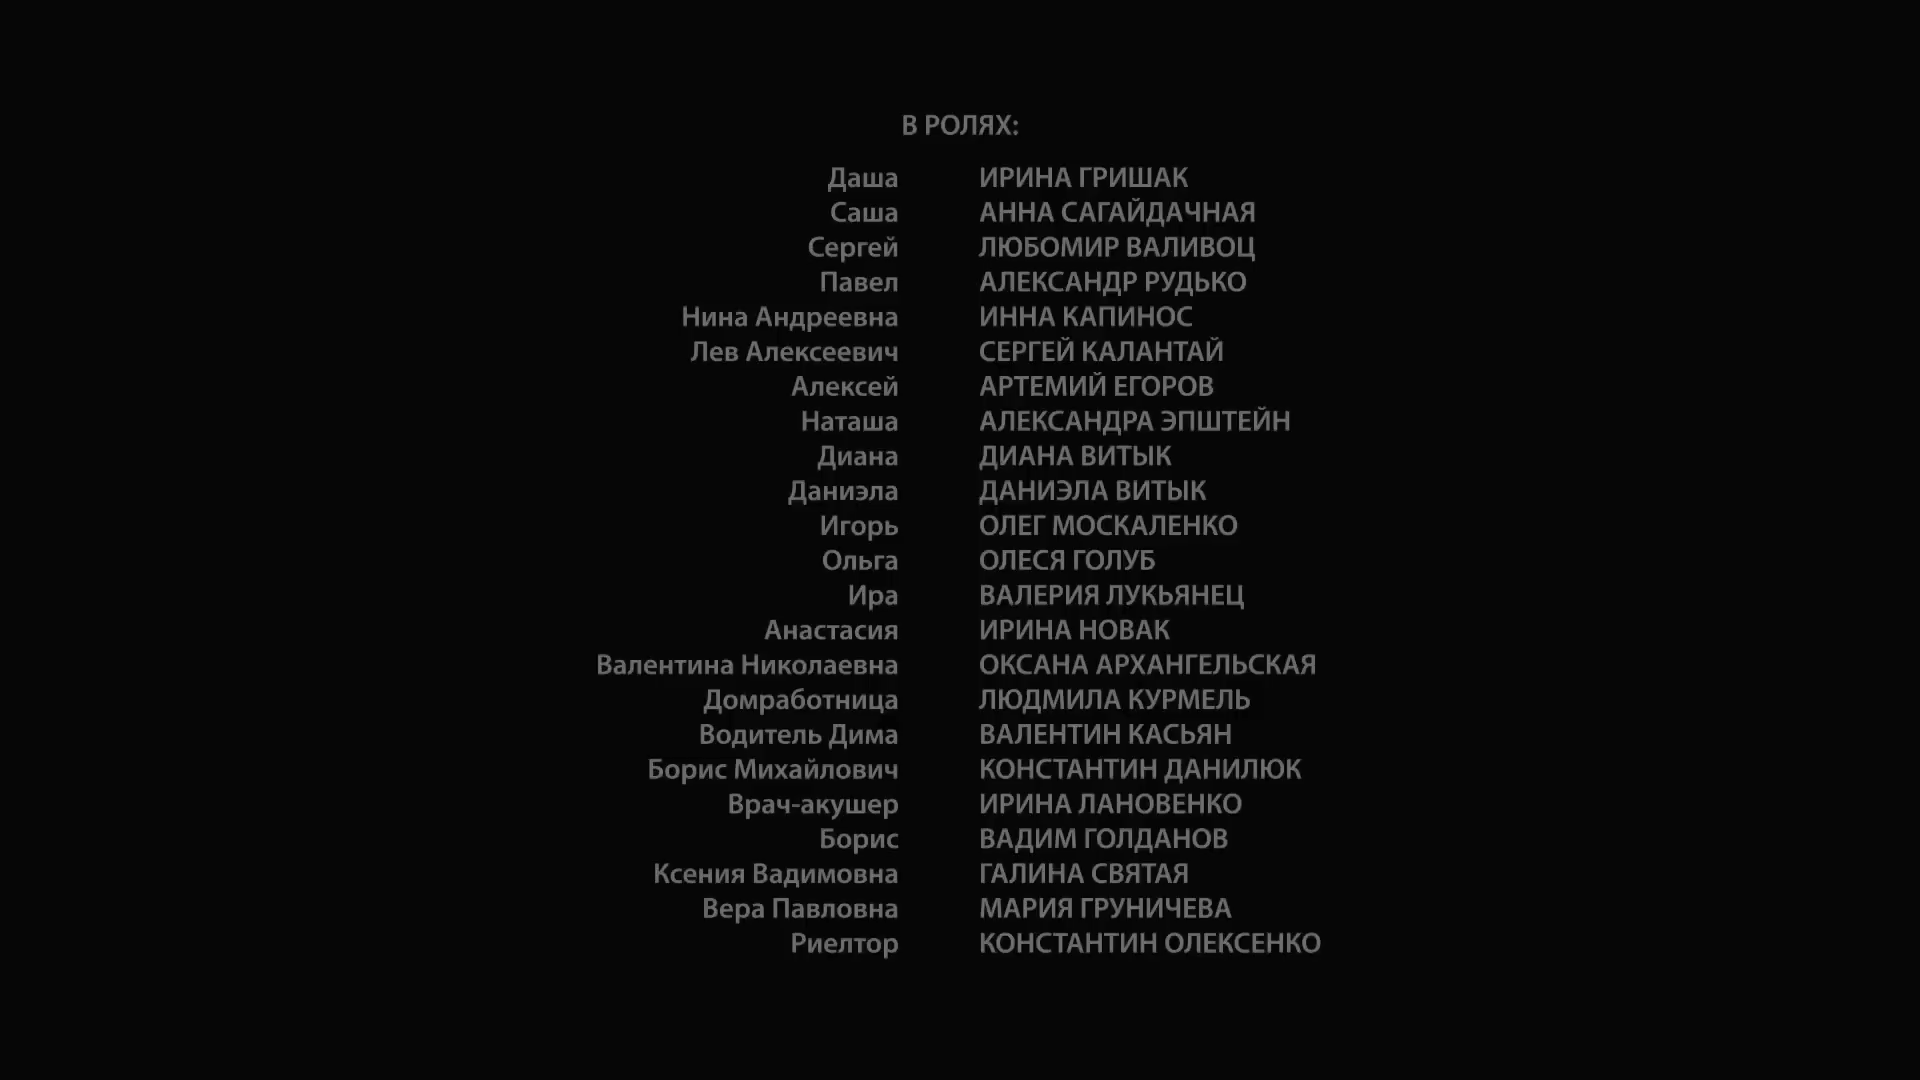 В РОЛЯХ:
Даша ИРИНА ГРИШАК
Саша АННА САГАЙДАЧНАЯ
Сергей ЛЮБОМИР ВАЛИВОЦ
Павел АЛЕКСАНДР РУДЬКО
Нина Андреевна ИННА КАПИНОС
Лев Алексеевич СЕРГЕЙ КАЛАНТАЙ
Алексей АРТЕМИЙ ЕГОРОВ
Наташа АЛЕКСАНДРА ЭПШТЕЙН
Диана ДИАНА ВИТЫК
Даниэла ДАНИЭЛА ВИТЫК
Игорь ОЛЕГ МОСКАЛЕНКО
Ольга ОЛЕСЯ ГОЛУБ
Ира ВАЛЕРИЯ ЛУКЬЯНЕЦ
Анастасия ИРИНА НОВАК
Валентина Николаевна ОКСАНА АРХАНГЕЛЬСКАЯ
Домработница ЛЮДМИЛА КУРМЕЛЬ
Водитель Дима ВАЛЕНТИН КАСЬЯН
Борис Михайлович КОНСТАНТИН ДАНИЛЮК
Врач-акушер ИРИНА ЛАНОВЕНКО
Борис ВАДИМ ГОЛДАНОВ
Ксения Вадимовна ГАЛИНА СВЯТАЯ
Вера Павловна МАРИЯ ГРУНИЧЕВА
Риелтор КОНСТАНТИН ОЛЕКСЕНКО